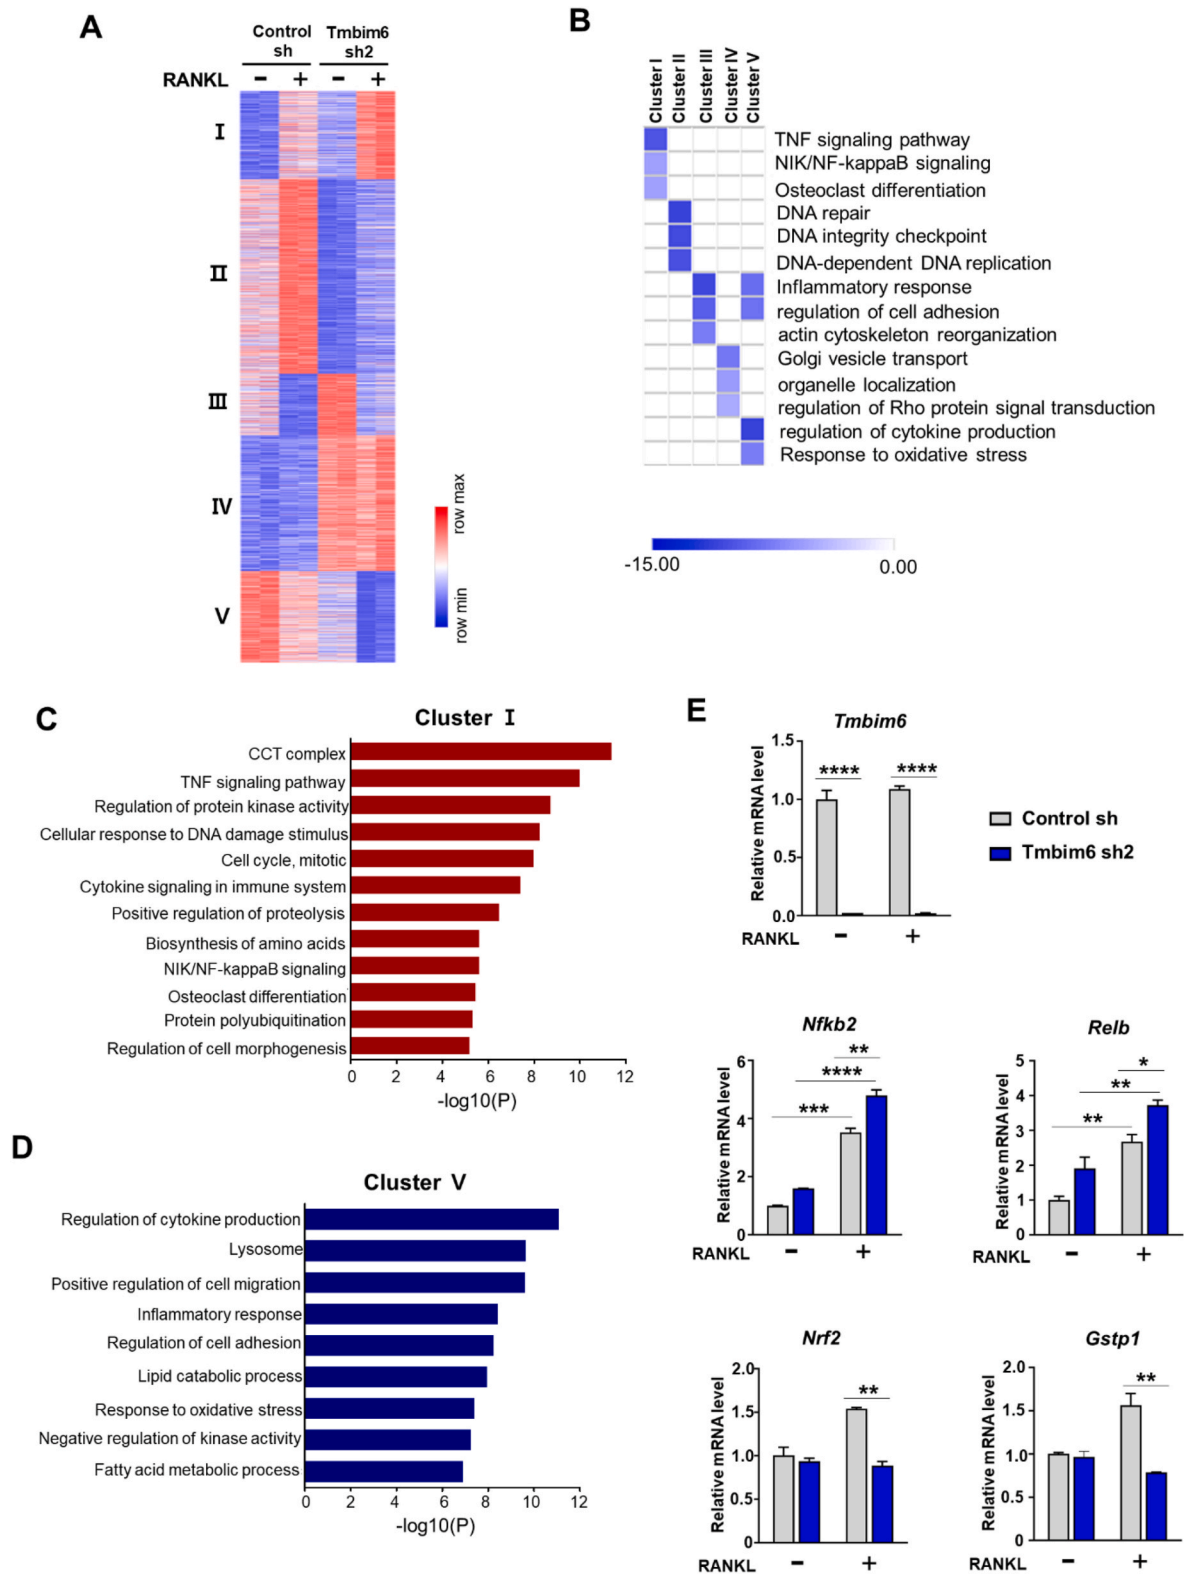 A
Control
sh
Tmbim6
sh2
RANKL
- + - +
I
II
III
IV
V
row max
row min
B
Cluster I
Cluster II
Cluster III
Cluster IV
Cluster V
TNF signaling pathway
NIK/NF-kappaB signaling
Osteoclast differentiation
DNA repair
DNA integrity checkpoint
DNA-dependent DNA replication
Inflammatory response
regulation of cell adhesion
actin cytoskeleton reorganization
Golgi vesicle transport
organelle localization
regulation of Rho protein signal transduction
regulation of cytokine production
Response to oxidative stress
-15.00
0.00
C
Cluster I
CCT complex
TNF signaling pathway
Regulation of protein kinase activity
Cellular response to DNA damage stimulus
Cell cycle, mitotic
Cytokine signaling in immune system
Positive regulation of proteolysis
Biosynthesis of amino acids
NIK/NF-kappaB signaling
Osteoclast differentiation
Protein polyubiquitination
Regulation of cell morphogenesis
0 2 4 6 8 10 12
-log10(P)
D
Cluster V
Regulation of cytokine production
Lysosome
Positive regulation of cell migration
Inflammatory response
Regulation of cell adhesion
Lipid catabolic process
Response to oxidative stress
Negative regulation of kinase activity
Fatty acid metabolic process
0 2 4 6 8 10 12
-log10(P)
E
Tmbim6
Relative mRNA level
1.5
1.0
0.5
0.0
**** ****
RANKL - +
Control sh
Tmbim6 sh2
Nfkb2
Relative mRNA level
6
4
2
0
**
****
***
RANKL - +
Relb
Relative mRNA level
5
4
3
2
1
0
*
**
**
RANKL - +
Nrf2
Relative mRNA level
2.0
1.5
1.0
0.5
0
**
RANKL - +
Gstp1
Relative mRNA level
2.0
1.5
1.0
0.5
0
**
RANKL - +